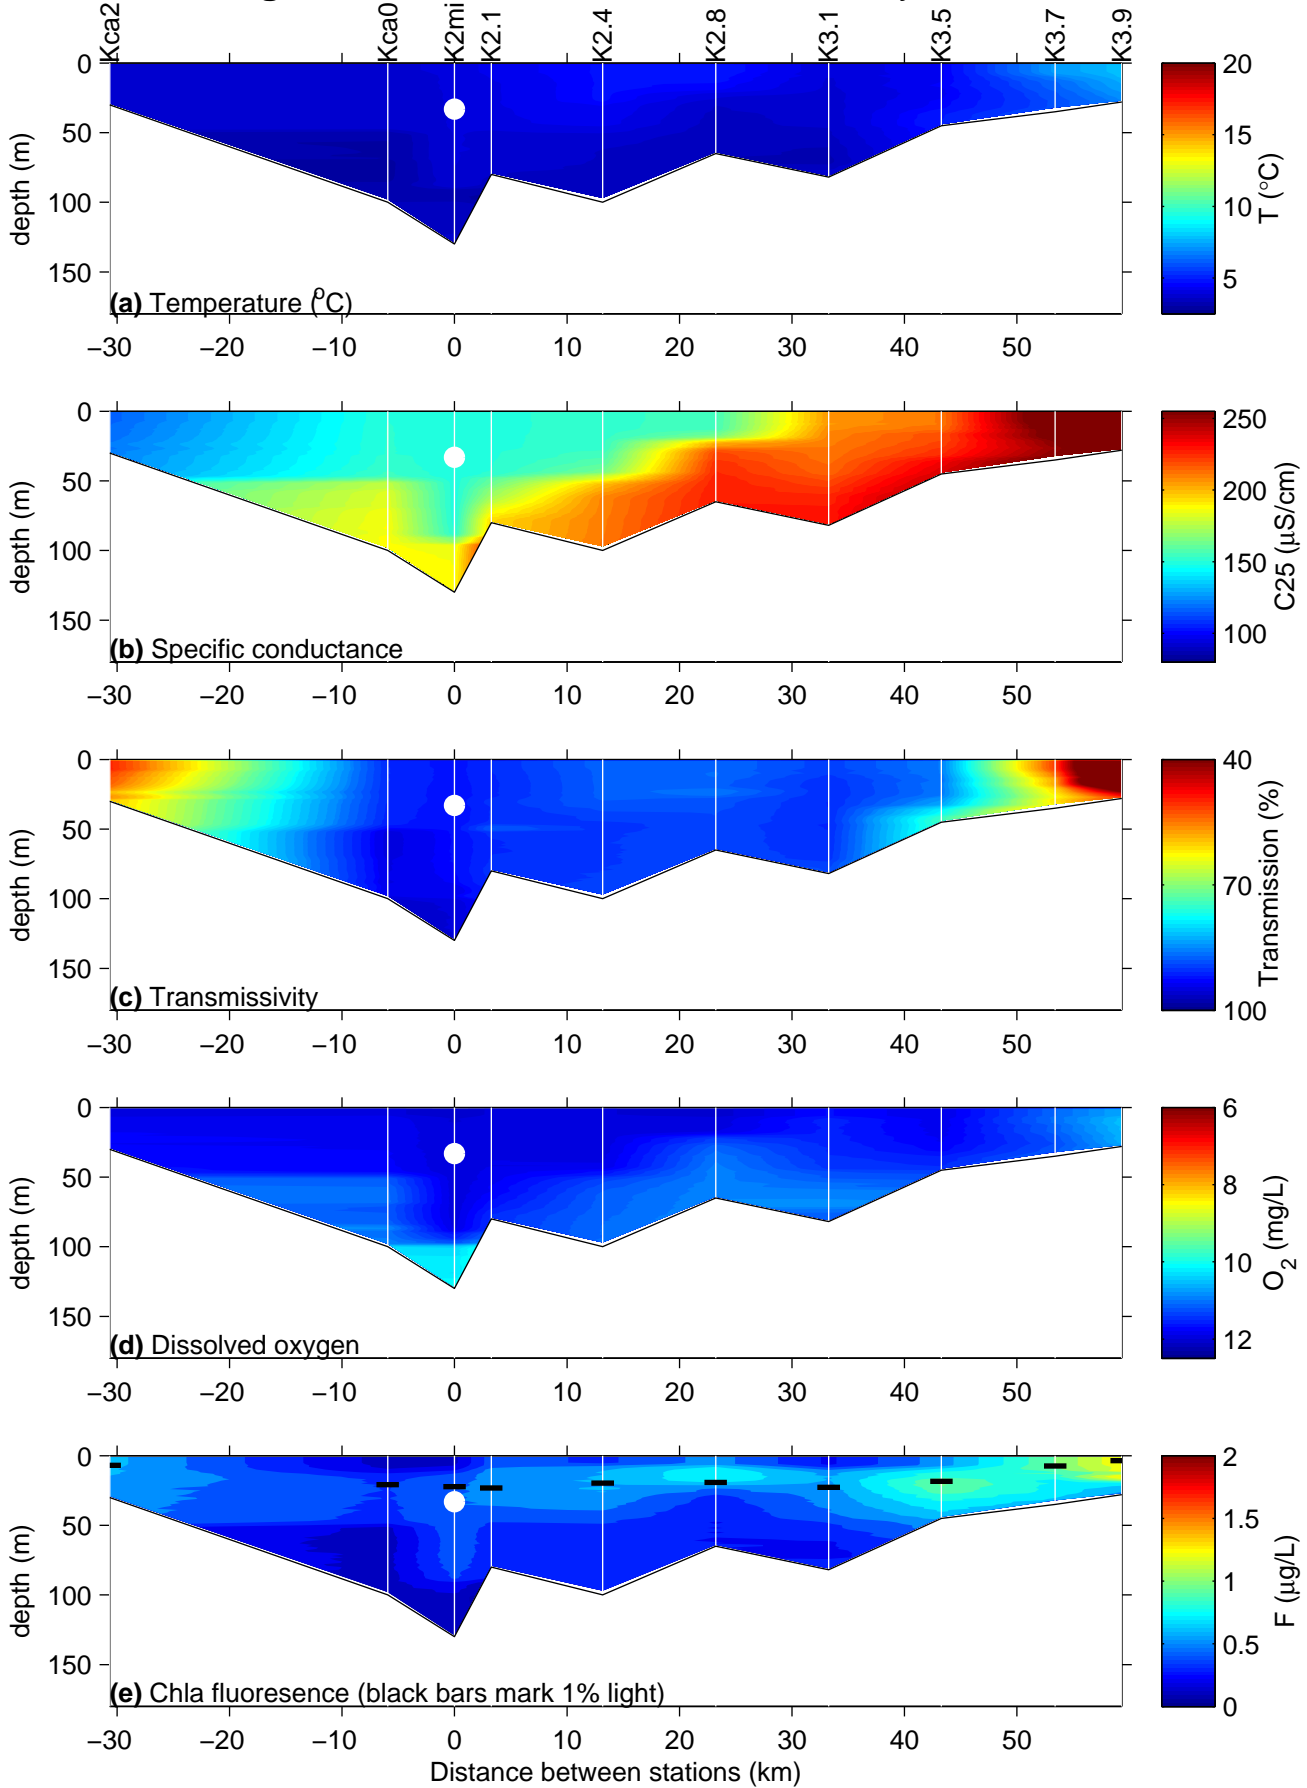 Kca2 Kca0 K2mi K2.1 K2.4 K2.8 K3.1 K3.5 K3.7 K3.9
0
50
100
150
depth (m)
(a) Temperature (°C)
−30 −20 −10 0 10 20 30 40 50
20
15
10
5
T (°C)
0
50
100
150
depth (m)
(b) Specific conductance
−30 −20 −10 0 10 20 30 40 50
250
200
150
100
C25 (µS/cm)
0
50
100
150
depth (m)
(c) Transmissivity
−30 −20 −10 0 10 20 30 40 50
40
70
100
Transmission (%)
0
50
100
150
depth (m)
(d) Dissolved oxygen
−30 −20 −10 0 10 20 30 40 50
6
8
10
12
O2 (mg/L)
0
50
100
150
depth (m)
(e) Chla fluoresence (black bars mark 1% light)
−30 −20 −10 0 10 20 30 40 50
Distance between stations (km)
2
1.5
1
0.5
0
F (µg/L)